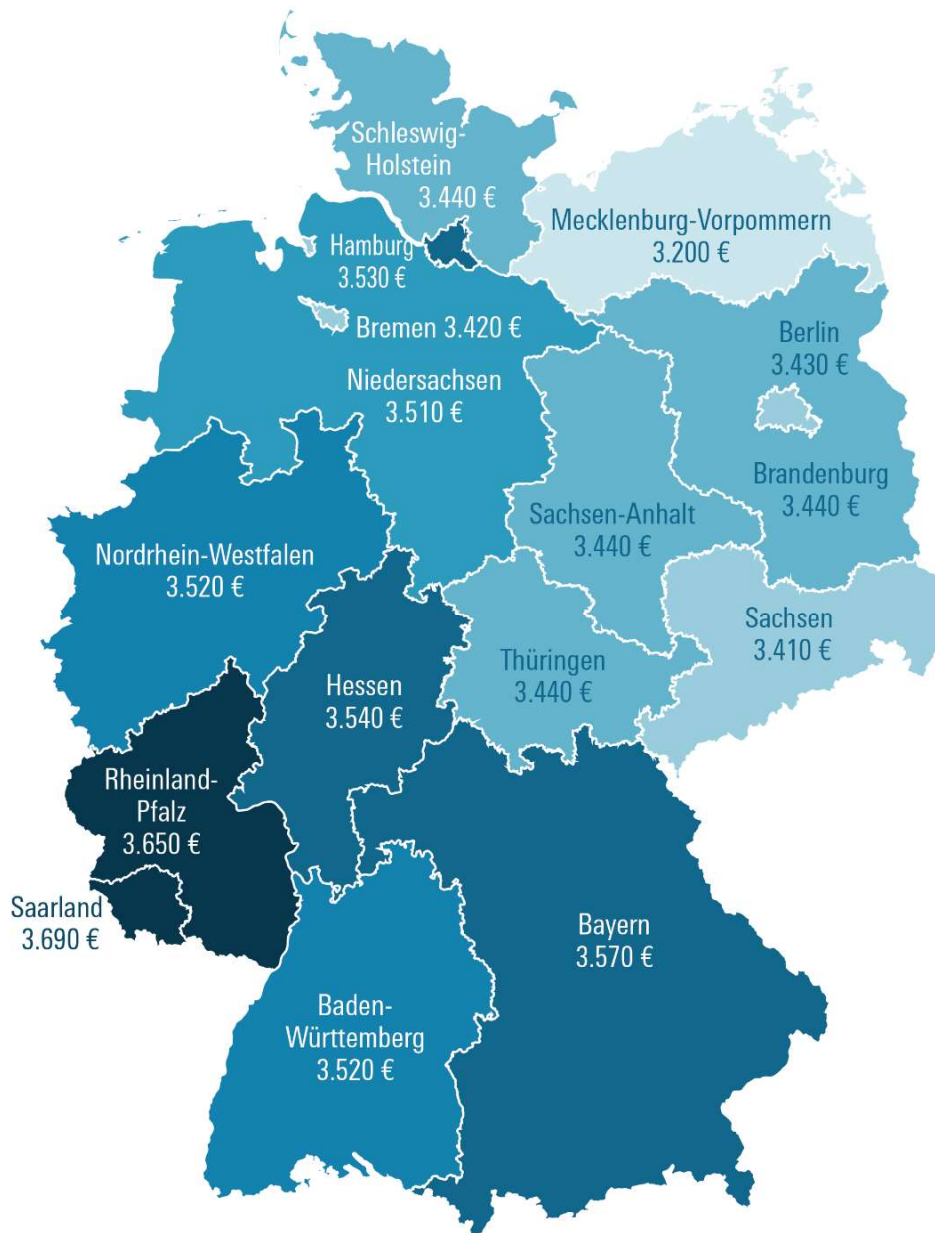 Schleswig-
Holstein
3.440 €
Mecklenburg-Vorpommern
3.200 €
Hamburg
3.530 €
Bremen 3.420 €
Berlin
3.430 €
Niedersachsen
3.510 €
Brandenburg
3.440 €
Sachsen-Anhalt
3.440 €
Nordrhein-Westfalen
3.520 €
Sachsen
3.410 €
Thüringen
3.440 €
Hessen
3.540 €
Rheinland-
Pfalz
3.650 €
Saarland
3.690 €
Bayern
3.570 €
Baden-
Württemberg
3.520 €